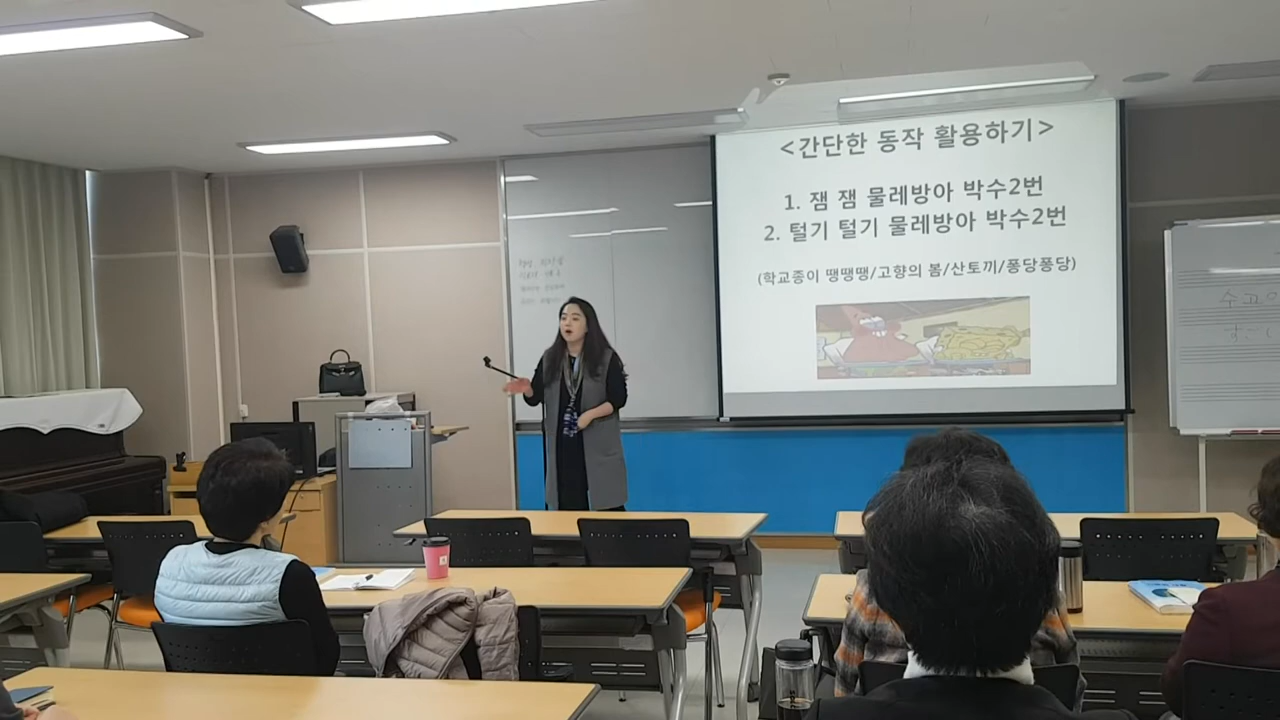 <간단한 동작 활용하기>
1. 잼 잼 물레방아 박수2번
2. 털기 털기 물레방아 박수2번
(학교종이 땡땡땡/고향의 봄/산토끼/퐁당퐁당)